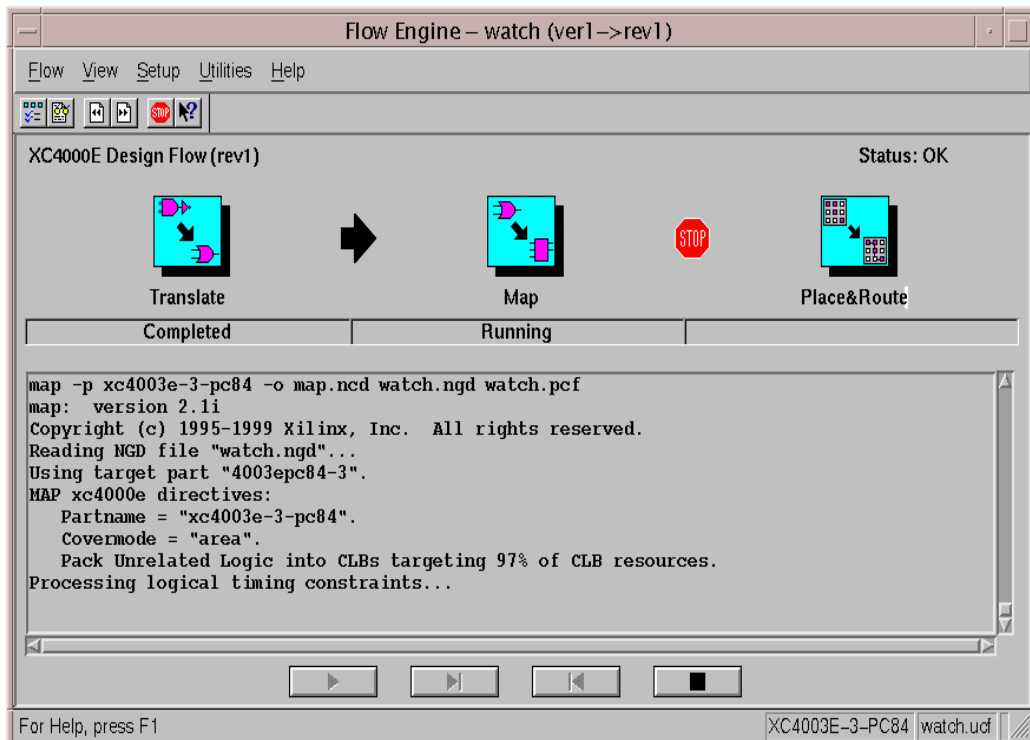 Flow Engine – watch (ver1->rev1)
Flow View Setup Utilities Help
STOP ?
XC4000E Design Flow (rev1) Status: OK
STOP
Translate Map Place&Route
Completed Running
map -p xc4003e-3-pc84 -o map.ncd watch.ngd watch.pcf
map:  version 2.1i
Copyright (c) 1995-1999 Xilinx, Inc.  All rights reserved.
Reading NGD file "watch.ngd"...
Using target part "4003epc84-3".
MAP xc4000e directives:
   Partname = "xc4003e-3-pc84".
   Covermode = "area".
   Pack Unrelated Logic into CLBs targeting 97% of CLB resources.
Processing logical timing constraints...
For Help, press F1 XC4003E-3-PC84 watch.ucf